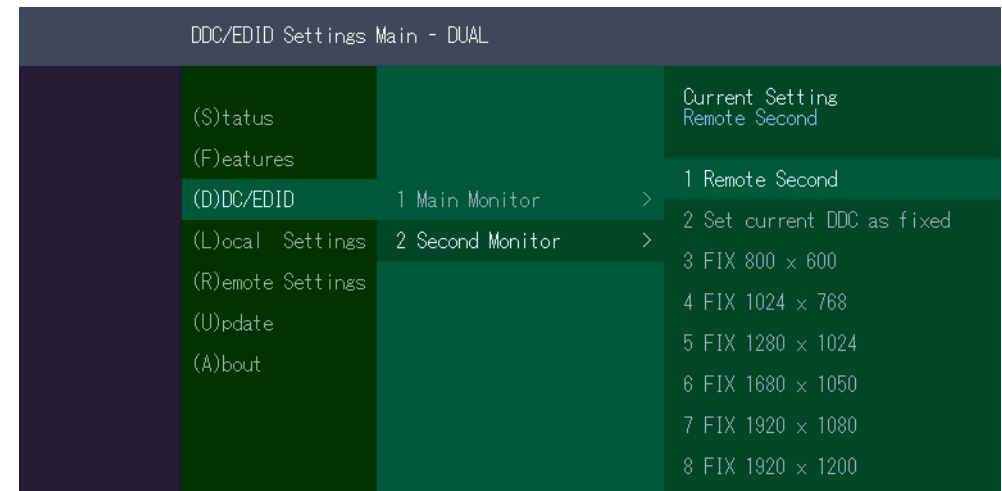 DDC/EDID Settings Main - DUAL
(S)tatus
(F)eatures
(D)DC/EDID
(L)ocal Settings
(R)emote Settings
(U)pdate
(A)bout
1 Main Monitor >
2 Second Monitor >
Current Setting
Remote Second
1 Remote Second
2 Set current DDC as fixed
3 FIX 800 × 600
4 FIX 1024 × 768
5 FIX 1280 × 1024
6 FIX 1680 × 1050
7 FIX 1920 × 1080
8 FIX 1920 × 1200